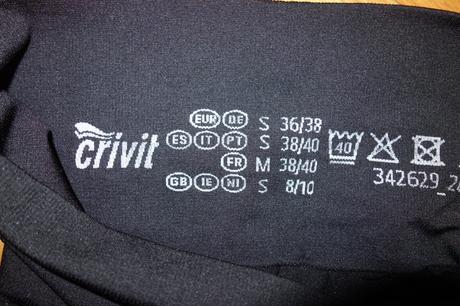 crivit
EUR DE S 36/38
ES IT PT S 38/40
FR M 38/40
GB IE NI S 8/10
40
342629_2